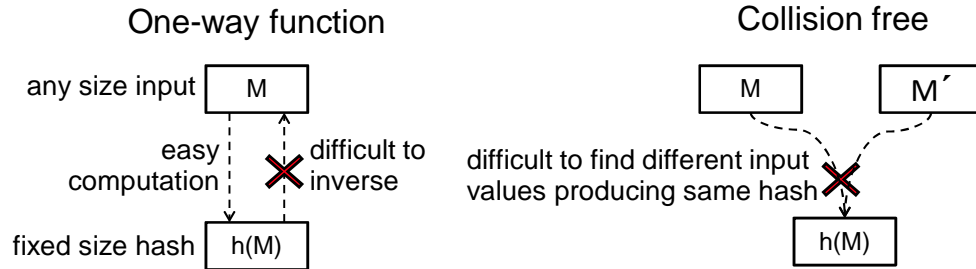 One-way function
any size input
M
easy
computation
difficult to
inverse
fixed size hash
h(M)
Collision free
M
M´
difficult to find different input
values producing same hash
h(M)